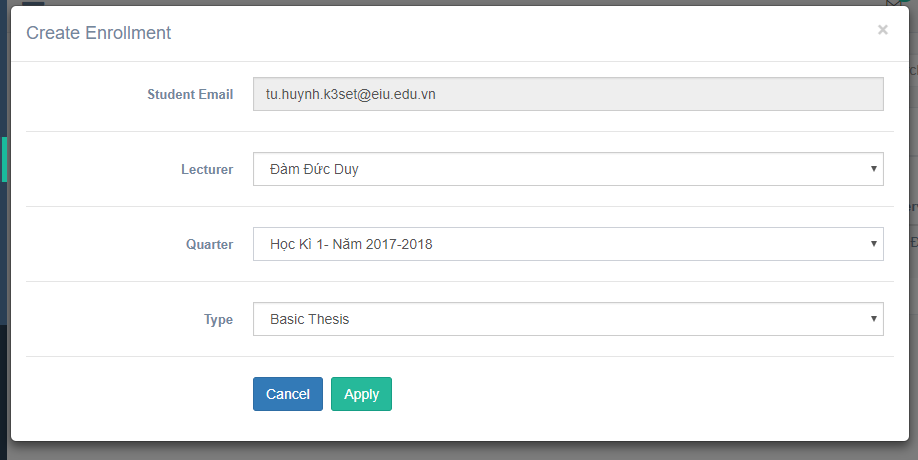 Create Enrollment ×
Student Email tu.huynh.k3set@eiu.edu.vn
Lecturer Đàm Đức Duy
Quarter Học Kì 1- Năm 2017-2018
Type Basic Thesis
Cancel Apply